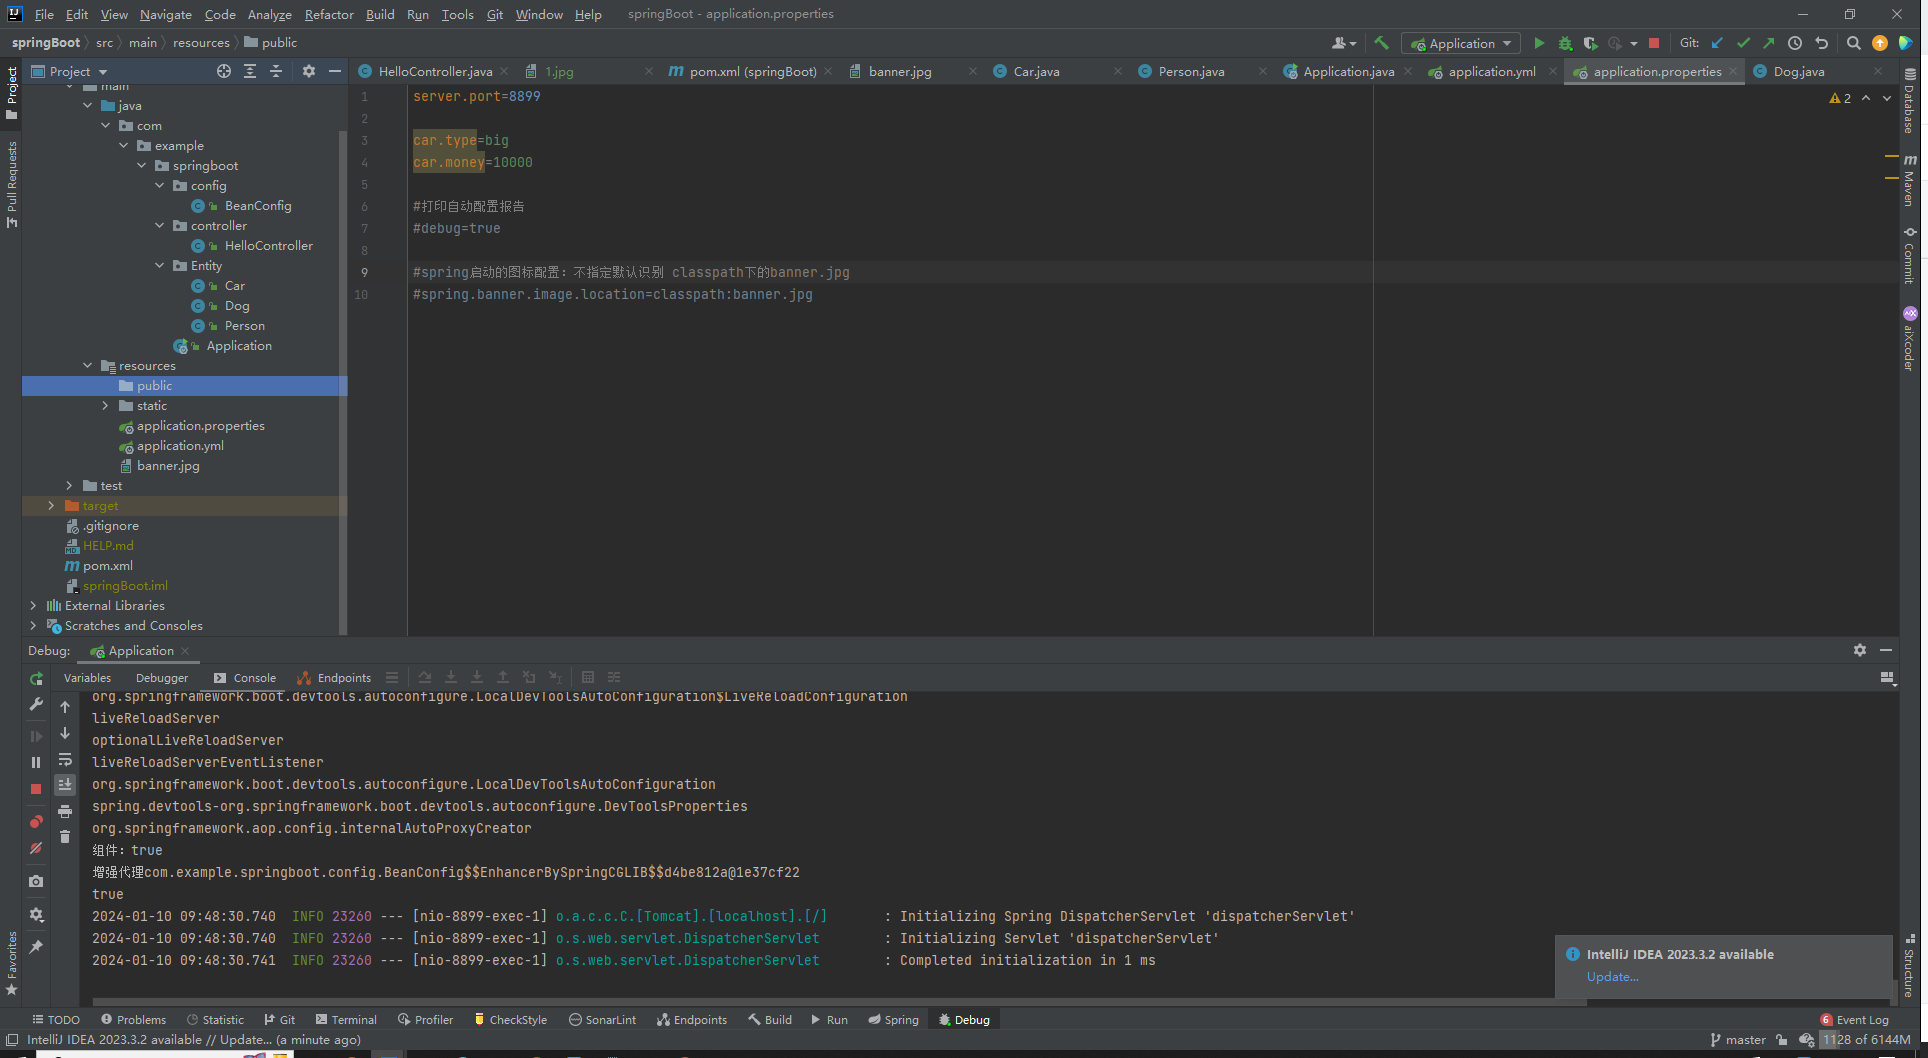 File Edit View Navigate Code Analyze Refactor Build Run Tools Git Window Help springBoot - application.properties
springBoot src main resources public Application Git:
Project HelloController.java 1.jpg pom.xml (springBoot) banner.jpg Car.java Person.java Application.java application.yml application.properties Dog.java
Project
Pull Requests
Favorites
main
java
com
example
springboot
config
BeanConfig
controller
HelloController
Entity
Car
Dog
Person
Application
resources
public
static
application.properties
application.yml
banner.jpg
test
target
.gitignore
HELP.md
pom.xml
springBoot.iml
External Libraries
Scratches and Consoles
1 server.port=8899
2
3 car.type=big
4 car.money=10000
5
6 #打印自动配置报告
7 #debug=true
8
9 #spring启动的图标配置：不指定默认识别 classpath下的banner.jpg
10 #spring.banner.image.location=classpath:banner.jpg
2
Database
Maven
Commit
aiXcoder
Structure
Debug: Application
Variables Debugger Console Endpoints
org.springframework.boot.devtools.autoconfigure.LocalDevToolsAutoConfiguration$LiveReloadConfiguration
liveReloadServer
optionalLiveReloadServer
liveReloadServerEventListener
org.springframework.boot.devtools.autoconfigure.LocalDevToolsAutoConfiguration
spring.devtools-org.springframework.boot.devtools.autoconfigure.DevToolsProperties
org.springframework.aop.config.internalAutoProxyCreator
组件：true
增强代理com.example.springboot.config.BeanConfig$$EnhancerBySpringCGLIB$$d4be812a@1e37cf22
true
2024-01-10 09:48:30.740 INFO 23260 --- [nio-8899-exec-1] o.a.c.c.C.[Tomcat].[localhost].[/] : Initializing Spring DispatcherServlet 'dispatcherServlet'
2024-01-10 09:48:30.740 INFO 23260 --- [nio-8899-exec-1] o.s.web.servlet.DispatcherServlet : Initializing Servlet 'dispatcherServlet'
2024-01-10 09:48:30.741 INFO 23260 --- [nio-8899-exec-1] o.s.web.servlet.DispatcherServlet : Completed initialization in 1 ms
IntelliJ IDEA 2023.3.2 available
Update...
TODO Problems Statistic Git Terminal Profiler CheckStyle SonarLint Endpoints Build Run Spring Debug 6 Event Log
IntelliJ IDEA 2023.3.2 available // Update... (a minute ago) master 1128 of 6144M